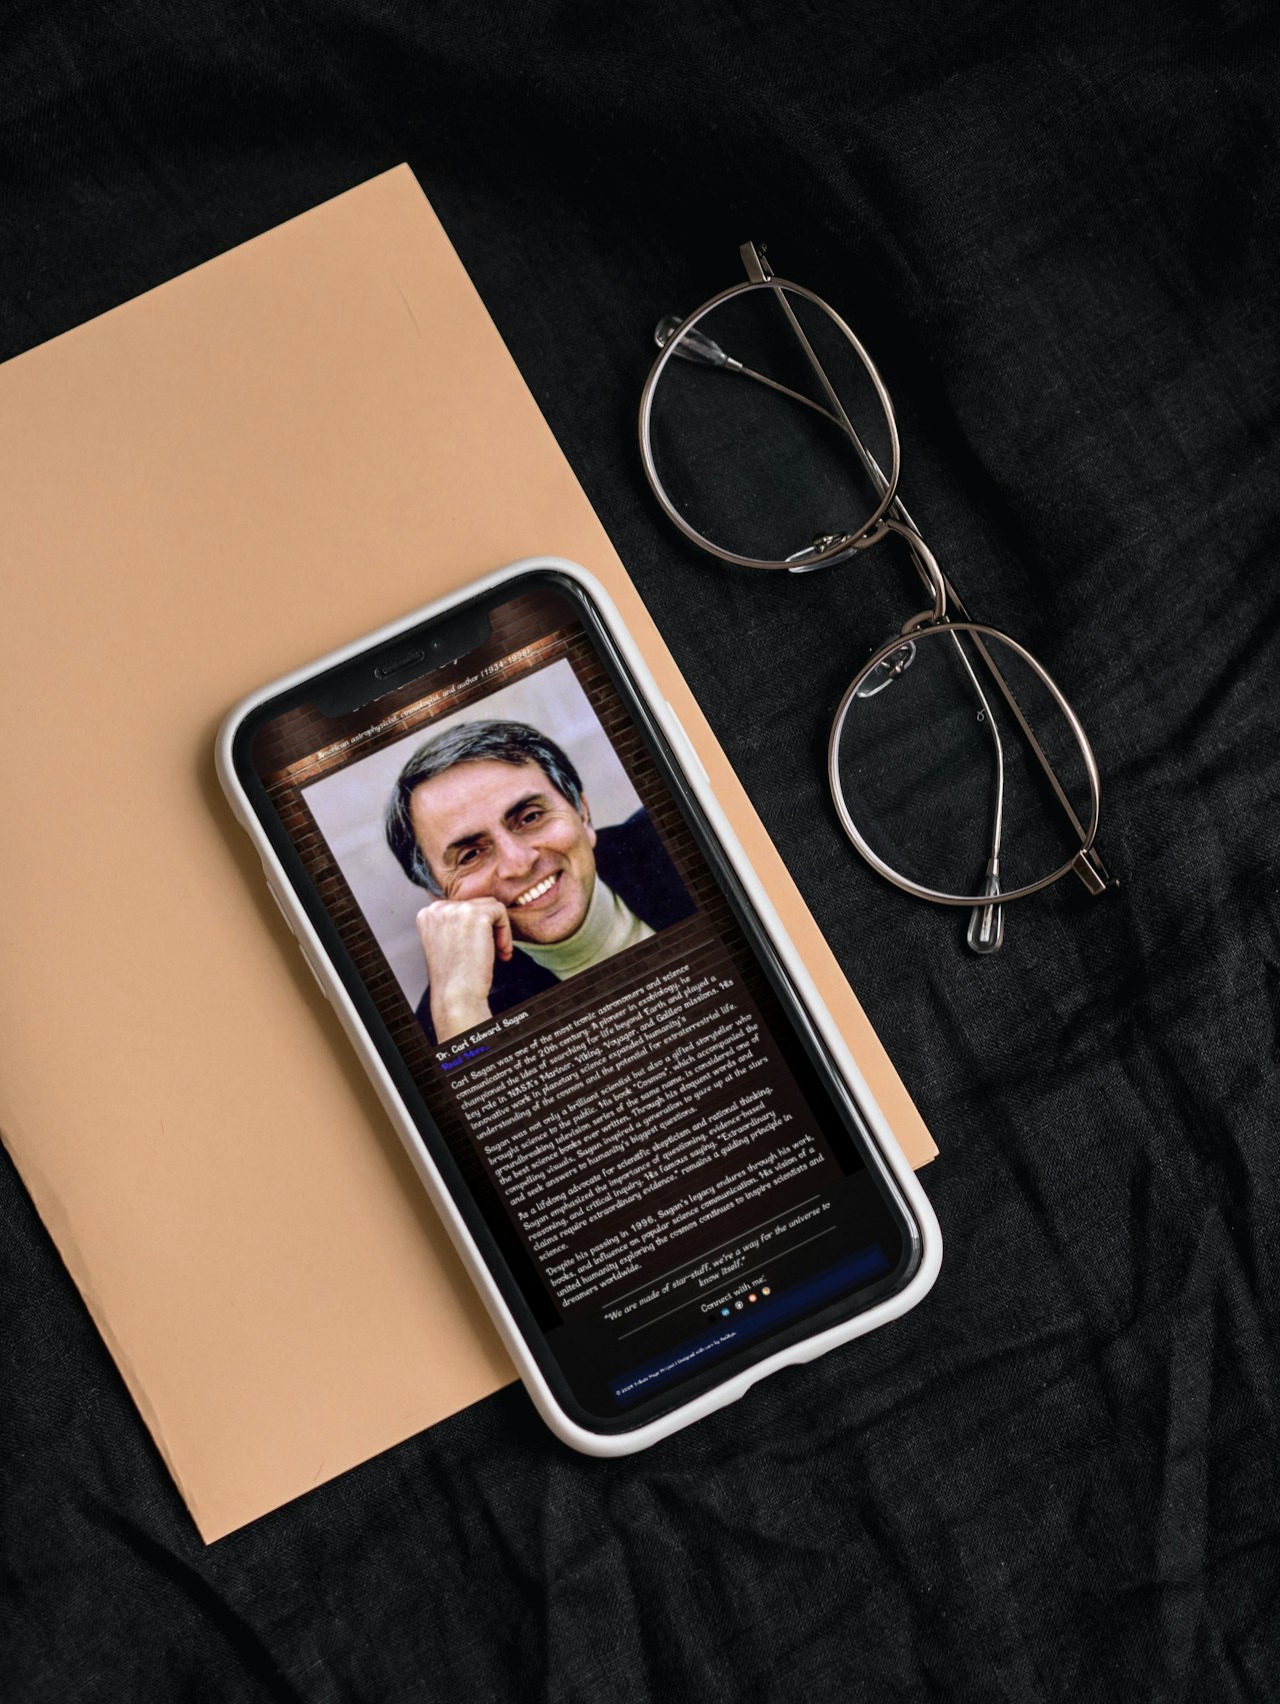 American astrophysicist, cosmologist, and author (1934-1996)
Dr. Carl Edward Sagan
Read More...
Carl Sagan was one of the most iconic astronomers and science
communicators of the 20th century. A pioneer in exobiology, he
championed the idea of searching for life beyond Earth and played a
key role in NASA's Mariner, Viking, Voyager, and Galileo missions. His
innovative work in planetary science expanded humanity's
understanding of the cosmos and the potential for extraterrestrial life.
Sagan was not only a brilliant scientist but also a gifted storyteller who
brought science to the public. His book "Cosmos", which accompanied the
groundbreaking television series of the same name, is considered one of
the best science books ever written. Through his eloquent words and
compelling visuals, Sagan inspired a generation to gaze up at the stars
and seek answers to humanity's biggest questions.
As a lifelong advocate for scientific skepticism and rational thinking,
Sagan emphasized the importance of questioning, evidence-based
reasoning, and critical inquiry. His famous saying, "Extraordinary
claims require extraordinary evidence," remains a guiding principle in
science.
Despite his passing in 1996, Sagan's legacy endures through his work,
books, and influence on popular science communication. His vision of a
united humanity exploring the cosmos continues to inspire scientists and
dreamers worldwide.
"We are made of star-stuff, we're a way for the universe to
know itself."
Connect with me:
© 2024 Tribute Page Project | Designed with care by